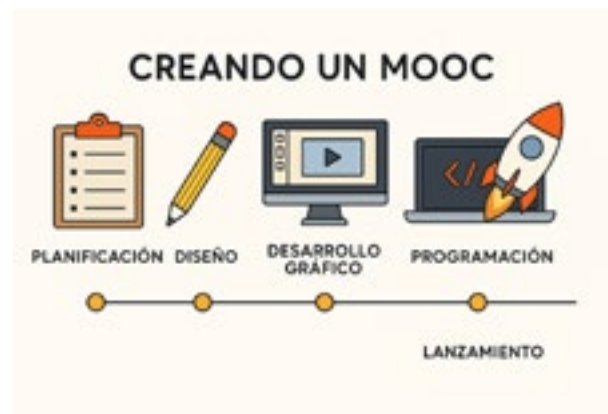 CREANDO UN MOOC
PLANIFICACIÓN
DISEÑO
DESARROLLO
GRÁFICO
PROGRAMACIÓN
LANZAMIENTO